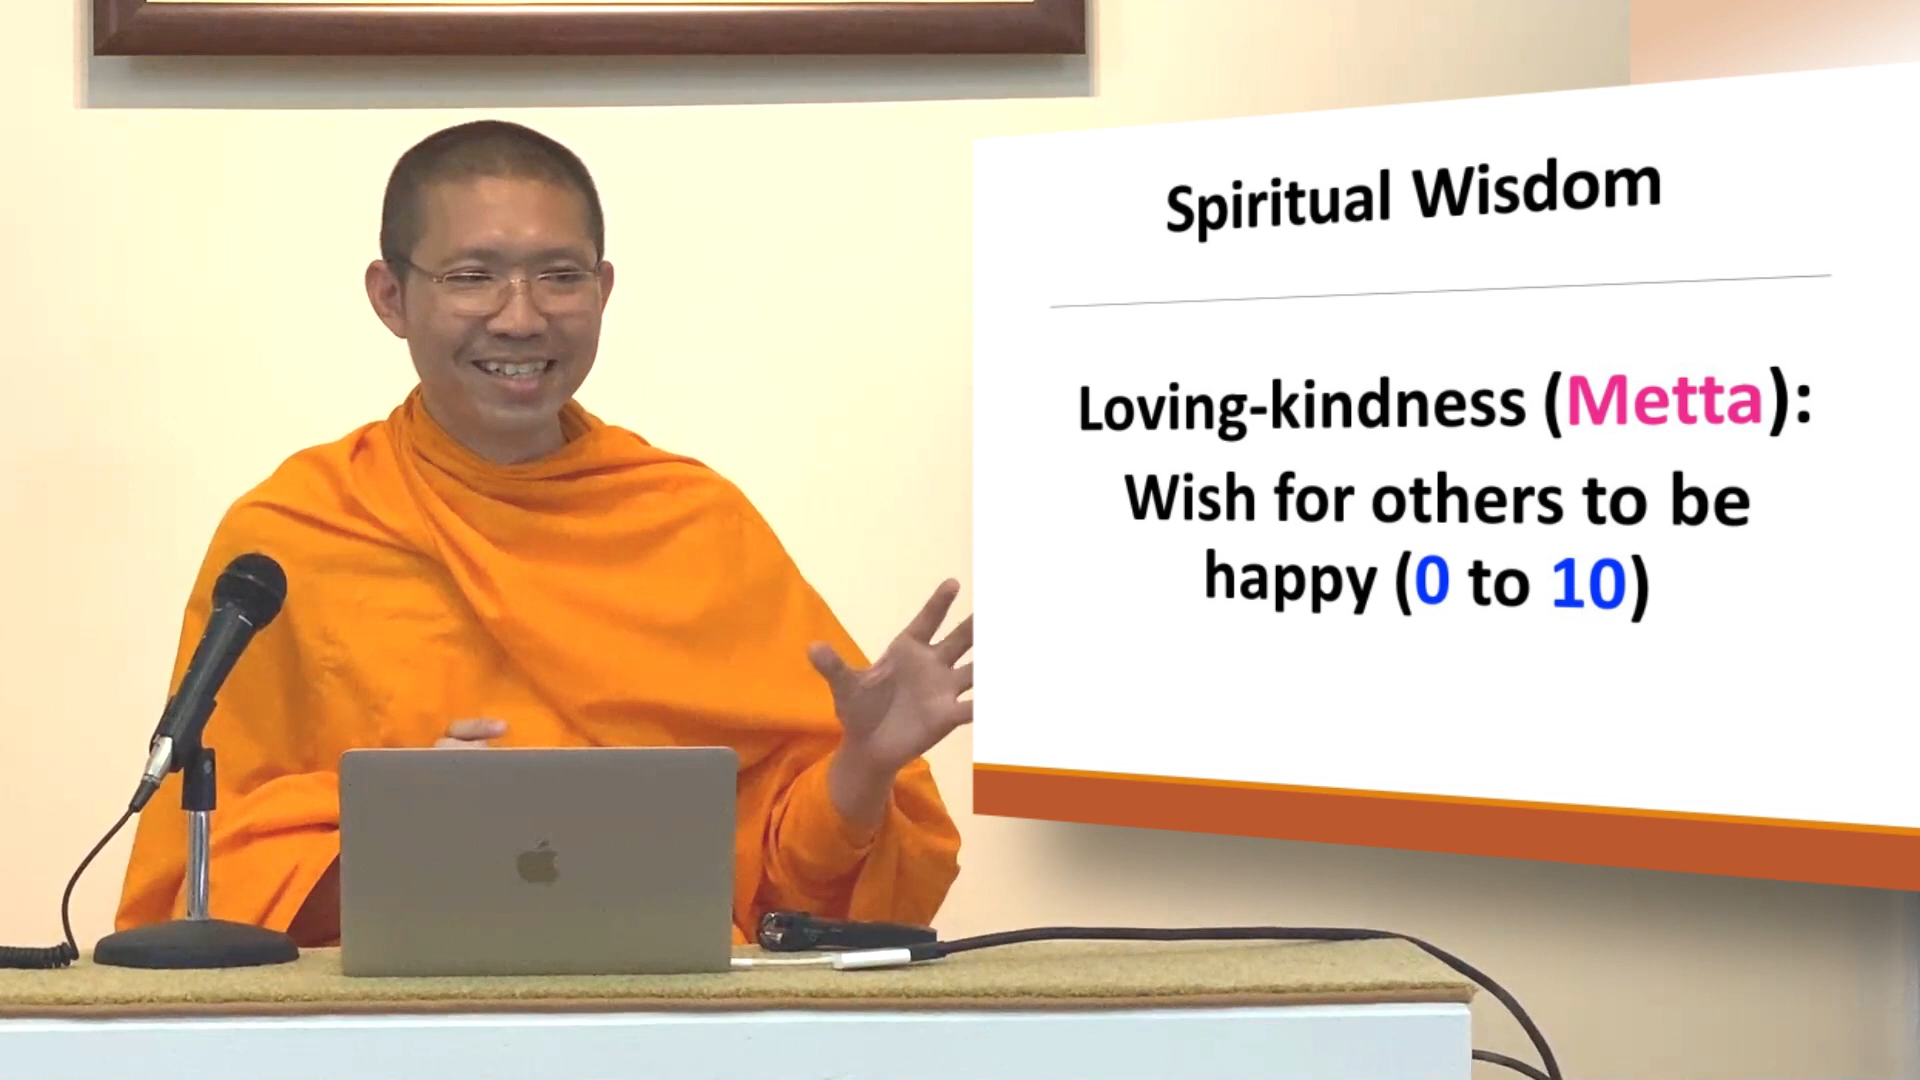 Spiritual Wisdom
Loving-kindness (Metta):
Wish for others to be
happy (0 to 10)